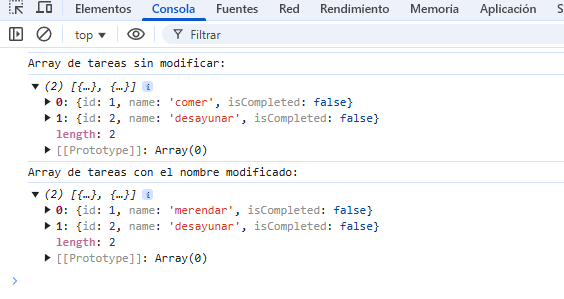 Elementos Consola Fuentes Red Rendimiento Memoria Aplicación
top Filtrar
Array de tareas sin modificar:
(2) [{…}, {…}] i
0: {id: 1, name: 'comer', isCompleted: false}
1: {id: 2, name: 'desayunar', isCompleted: false}
length: 2
[[Prototype]]: Array(0)
Array de tareas con el nombre modificado:
(2) [{…}, {…}] i
0: {id: 1, name: 'merendar', isCompleted: false}
1: {id: 2, name: 'desayunar', isCompleted: false}
length: 2
[[Prototype]]: Array(0)